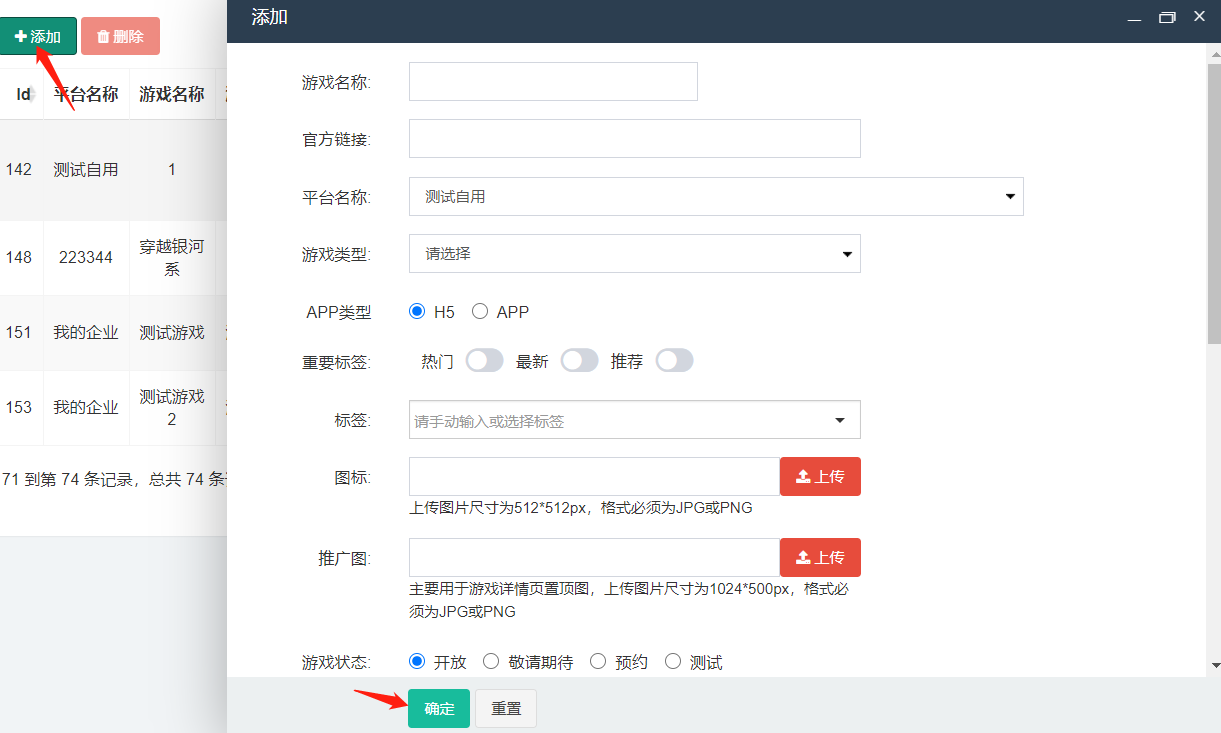 添加
删除
Id 平台名称 游戏名称
142 测试自用 1
148 223344 穿越银河
系
151 我的企业 测试游戏
153 我的企业 测试游戏
2
71 到第 74 条记录，总共 74 条
添加
游戏名称:
官方链接:
平台名称: 测试自用
游戏类型: 请选择
APP类型 H5 APP
重要标签: 热门 最新 推荐
标签: 请手动输入或选择标签
图标: 上传
上传图片尺寸为512*512px，格式必须为JPG或PNG
推广图: 上传
主要用于游戏详情页置顶图，上传图片尺寸为1024*500px，格式必
须为JPG或PNG
游戏状态: 开放 敬请期待 预约 测试
确定 重置